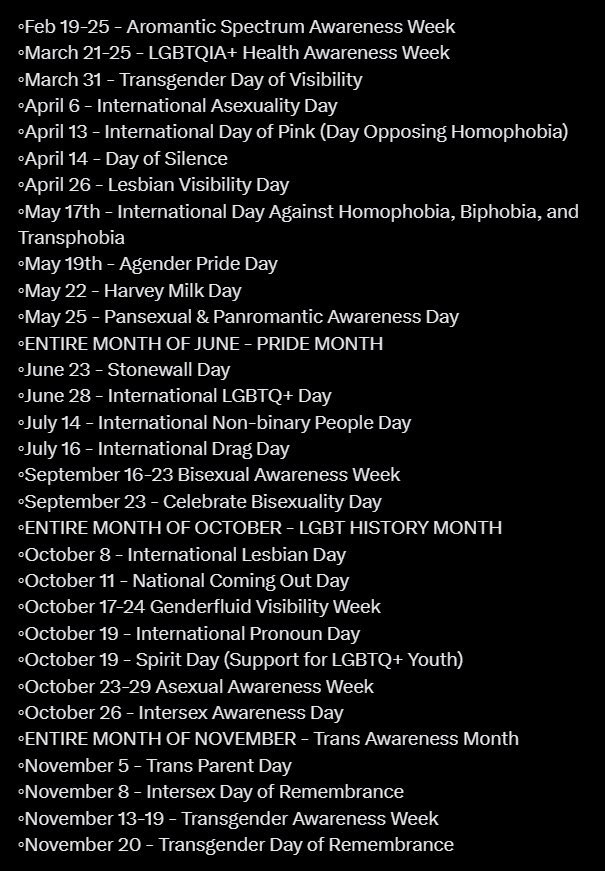 ◦Feb 19-25 - Aromantic Spectrum Awareness Week
◦March 21-25 - LGBTQIA+ Health Awareness Week
◦March 31 - Transgender Day of Visibility
◦April 6 - International Asexuality Day
◦April 13 - International Day of Pink (Day Opposing Homophobia)
◦April 14 - Day of Silence
◦April 26 - Lesbian Visibility Day
◦May 17th - International Day Against Homophobia, Biphobia, and
Transphobia
◦May 19th - Agender Pride Day
◦May 22 - Harvey Milk Day
◦May 25 - Pansexual & Panromantic Awareness Day
◦ENTIRE MONTH OF JUNE - PRIDE MONTH
◦June 23 - Stonewall Day
◦June 28 - International LGBTQ+ Day
◦July 14 - International Non-binary People Day
◦July 16 - International Drag Day
◦September 16-23 Bisexual Awareness Week
◦September 23 - Celebrate Bisexuality Day
◦ENTIRE MONTH OF OCTOBER - LGBT HISTORY MONTH
◦October 8 - International Lesbian Day
◦October 11 - National Coming Out Day
◦October 17-24 Genderfluid Visibility Week
◦October 19 - International Pronoun Day
◦October 19 - Spirit Day (Support for LGBTQ+ Youth)
◦October 23-29 Asexual Awareness Week
◦October 26 - Intersex Awareness Day
◦ENTIRE MONTH OF NOVEMBER - Trans Awareness Month
◦November 5 - Trans Parent Day
◦November 8 - Intersex Day of Remembrance
◦November 13-19 - Transgender Awareness Week
◦November 20 - Transgender Day of Remembrance